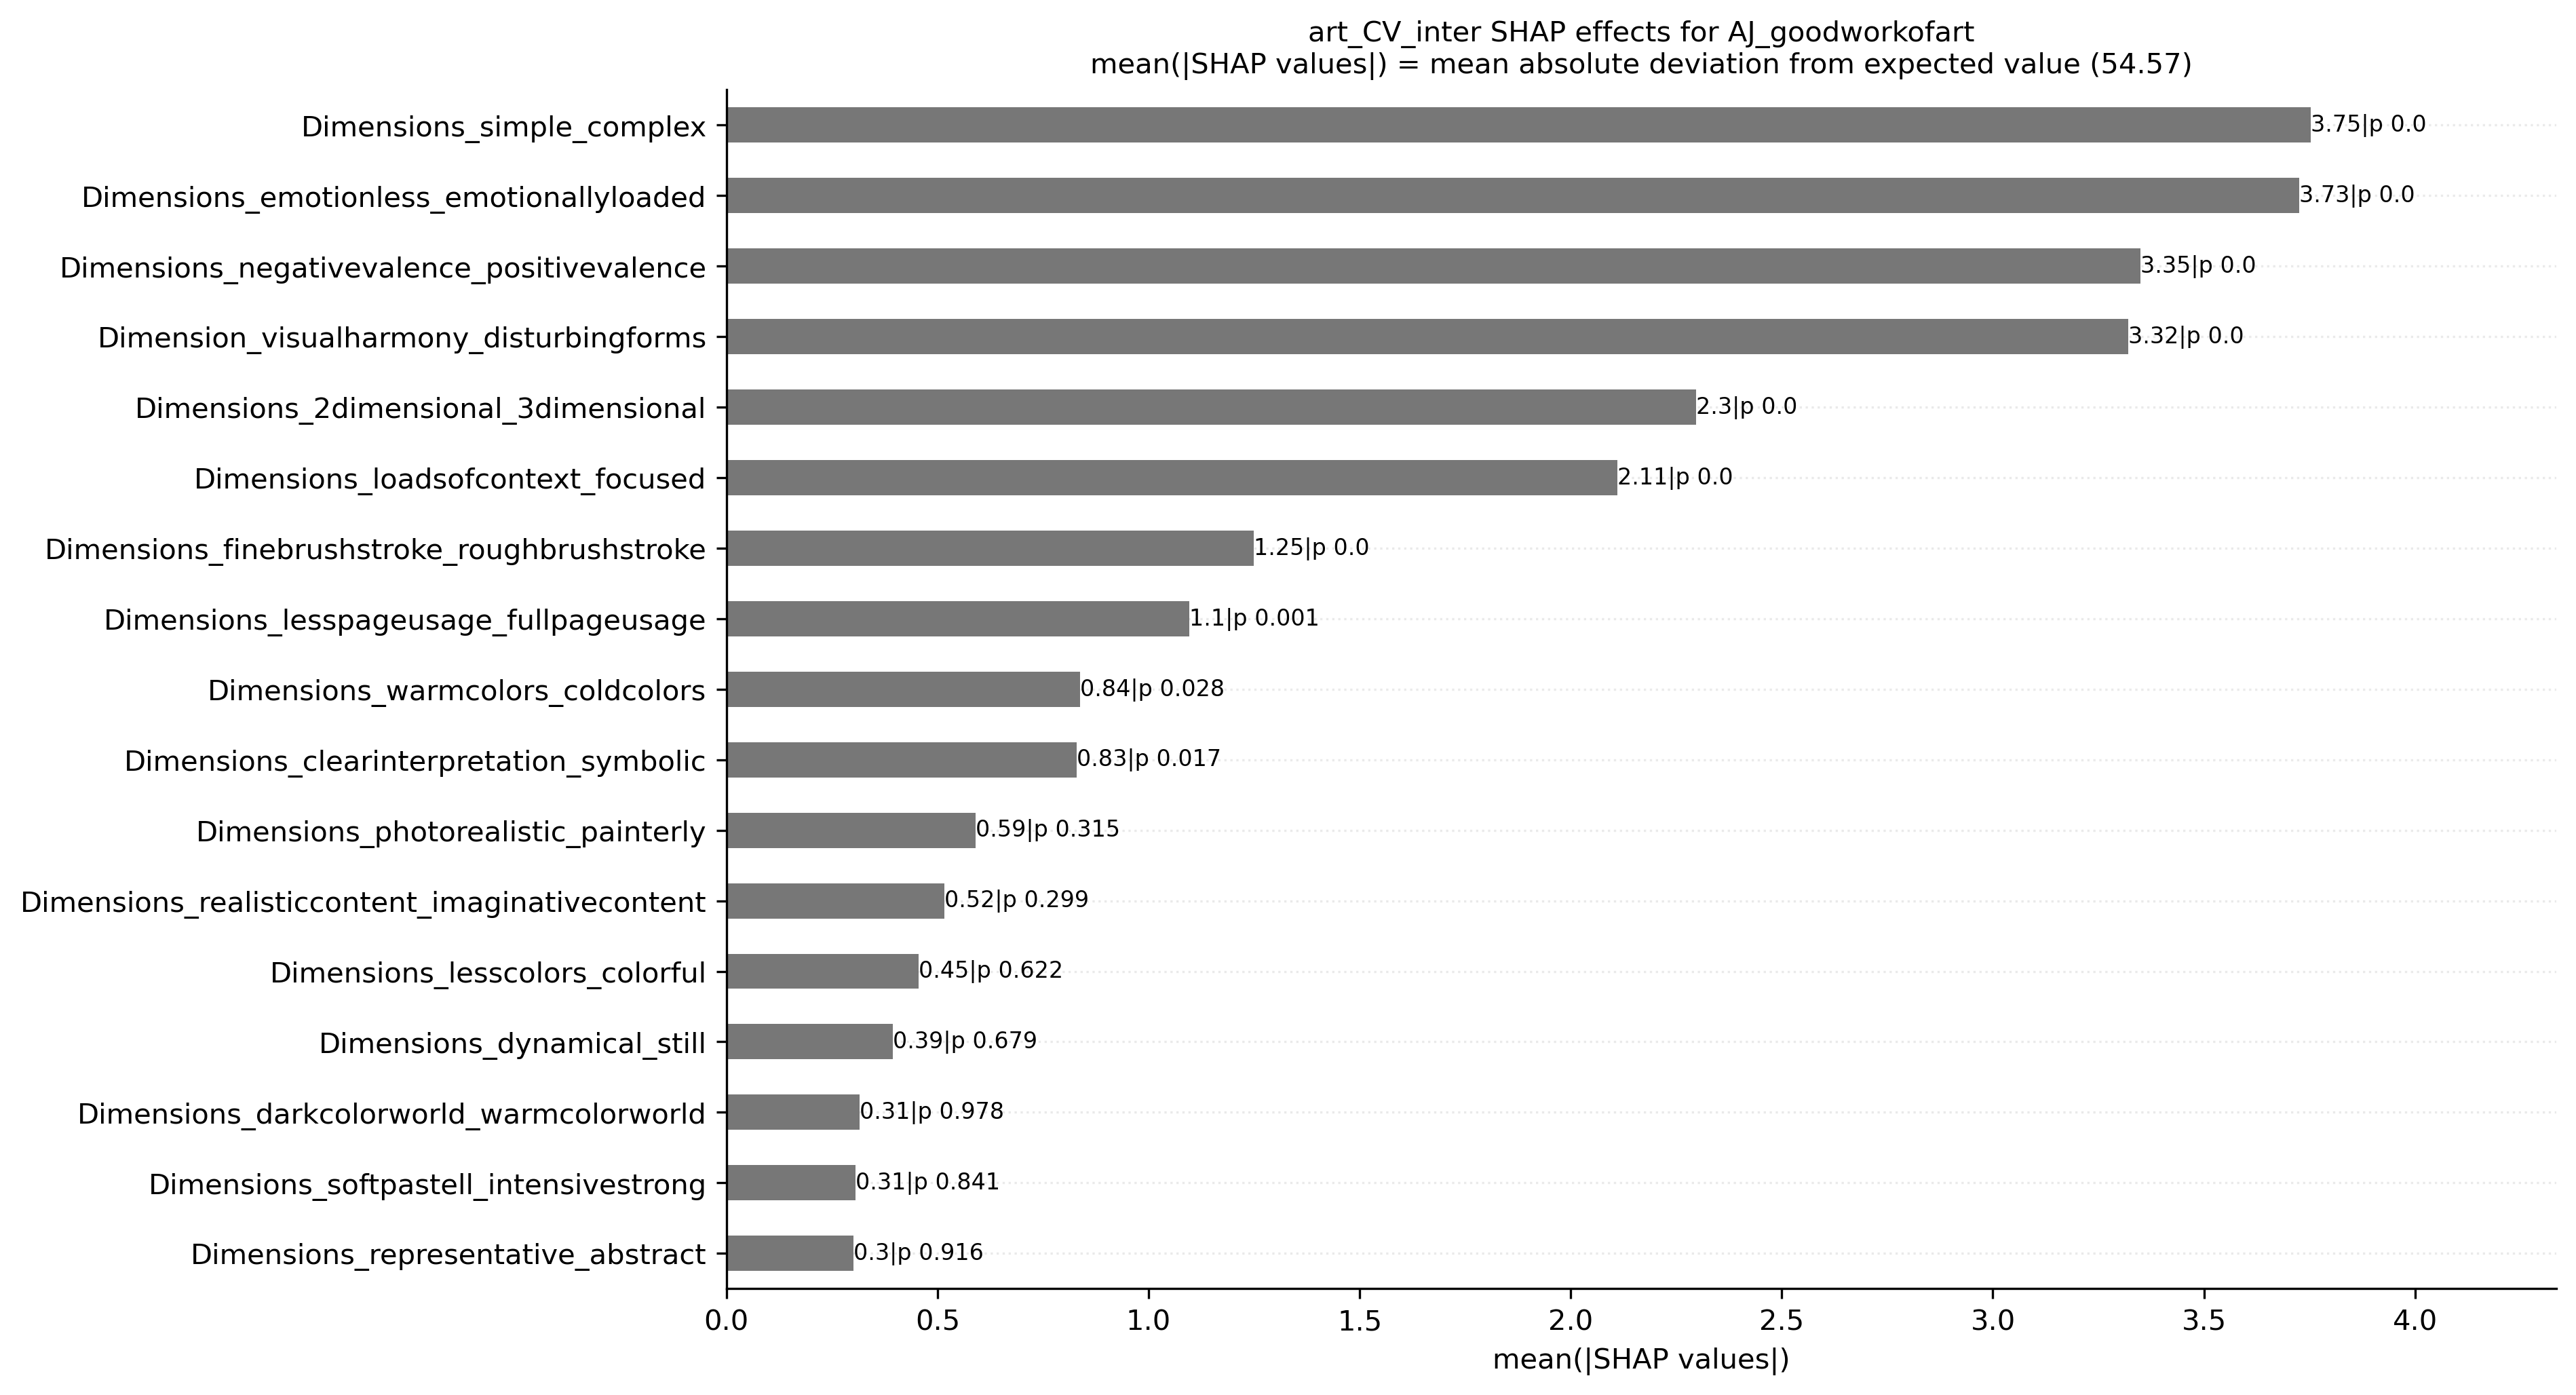 art_CV_inter SHAP effects for AJ_goodworkofart
mean(|SHAP values|) = mean absolute deviation from expected value (54.57)
Dimensions_simple_complex 3.75|p 0.0
Dimensions_emotionless_emotionallyloaded 3.73|p 0.0
Dimensions_negativevalence_positivevalence 3.35|p 0.0
Dimension_visualharmony_disturbingforms 3.32|p 0.0
Dimensions_2dimensional_3dimensional 2.3|p 0.0
Dimensions_loadsofcontext_focused 2.11|p 0.0
Dimensions_finebrushstroke_roughbrushstroke 1.25|p 0.0
Dimensions_lesspageusage_fullpageusage 1.1|p 0.001
Dimensions_warmcolors_coldcolors 0.84|p 0.028
Dimensions_clearinterpretation_symbolic 0.83|p 0.017
Dimensions_photorealistic_painterly 0.59|p 0.315
Dimensions_realisticcontent_imaginativecontent 0.52|p 0.299
Dimensions_lesscolors_colorful 0.45|p 0.622
Dimensions_dynamical_still 0.39|p 0.679
Dimensions_darkcolorworld_warmcolorworld 0.31|p 0.978
Dimensions_softpastell_intensivestrong 0.31|p 0.841
Dimensions_representative_abstract 0.3|p 0.916
0.0 0.5 1.0 1.5 2.0 2.5 3.0 3.5 4.0
mean(|SHAP values|)